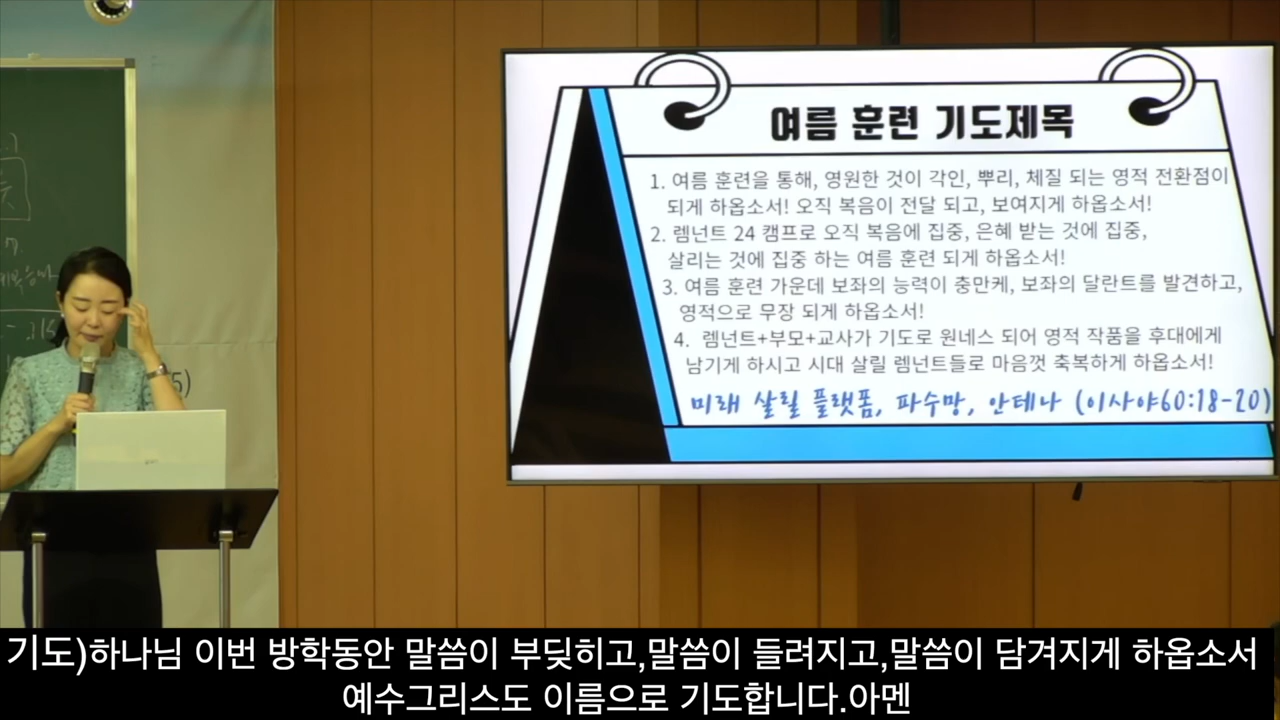 여름 훈련 기도제목
1. 여름 훈련을 통해, 영원한 것이 각인, 뿌리, 체질 되는 영적 전환점이
되게 하옵소서! 오직 복음이 전달 되고, 보여지게 하옵소서!
2. 렘넌트 24 캠프로 오직 복음에 집중, 은혜 받는 것에 집중,
살리는 것에 집중 하는 여름 훈련 되게 하옵소서!
3. 여름 훈련 가운데 보좌의 능력이 충만케, 보좌의 달란트를 발견하고,
영적으로 무장 되게 하옵소서!
4. 렘넌트+부모+교사가 기도로 원네스 되어 영적 작품을 후대에게
남기게 하시고 시대 살릴 렘넌트들로 마음껏 축복하게 하옵소서!
미래 살릴 플랫폼, 파수망, 안테나 (이사야60:18-20)
5)
기도)하나님 이번 방학동안 말씀이 부딪히고,말씀이 들려지고,말씀이 담겨지게 하옵소서
예수그리스도 이름으로 기도합니다.아멘